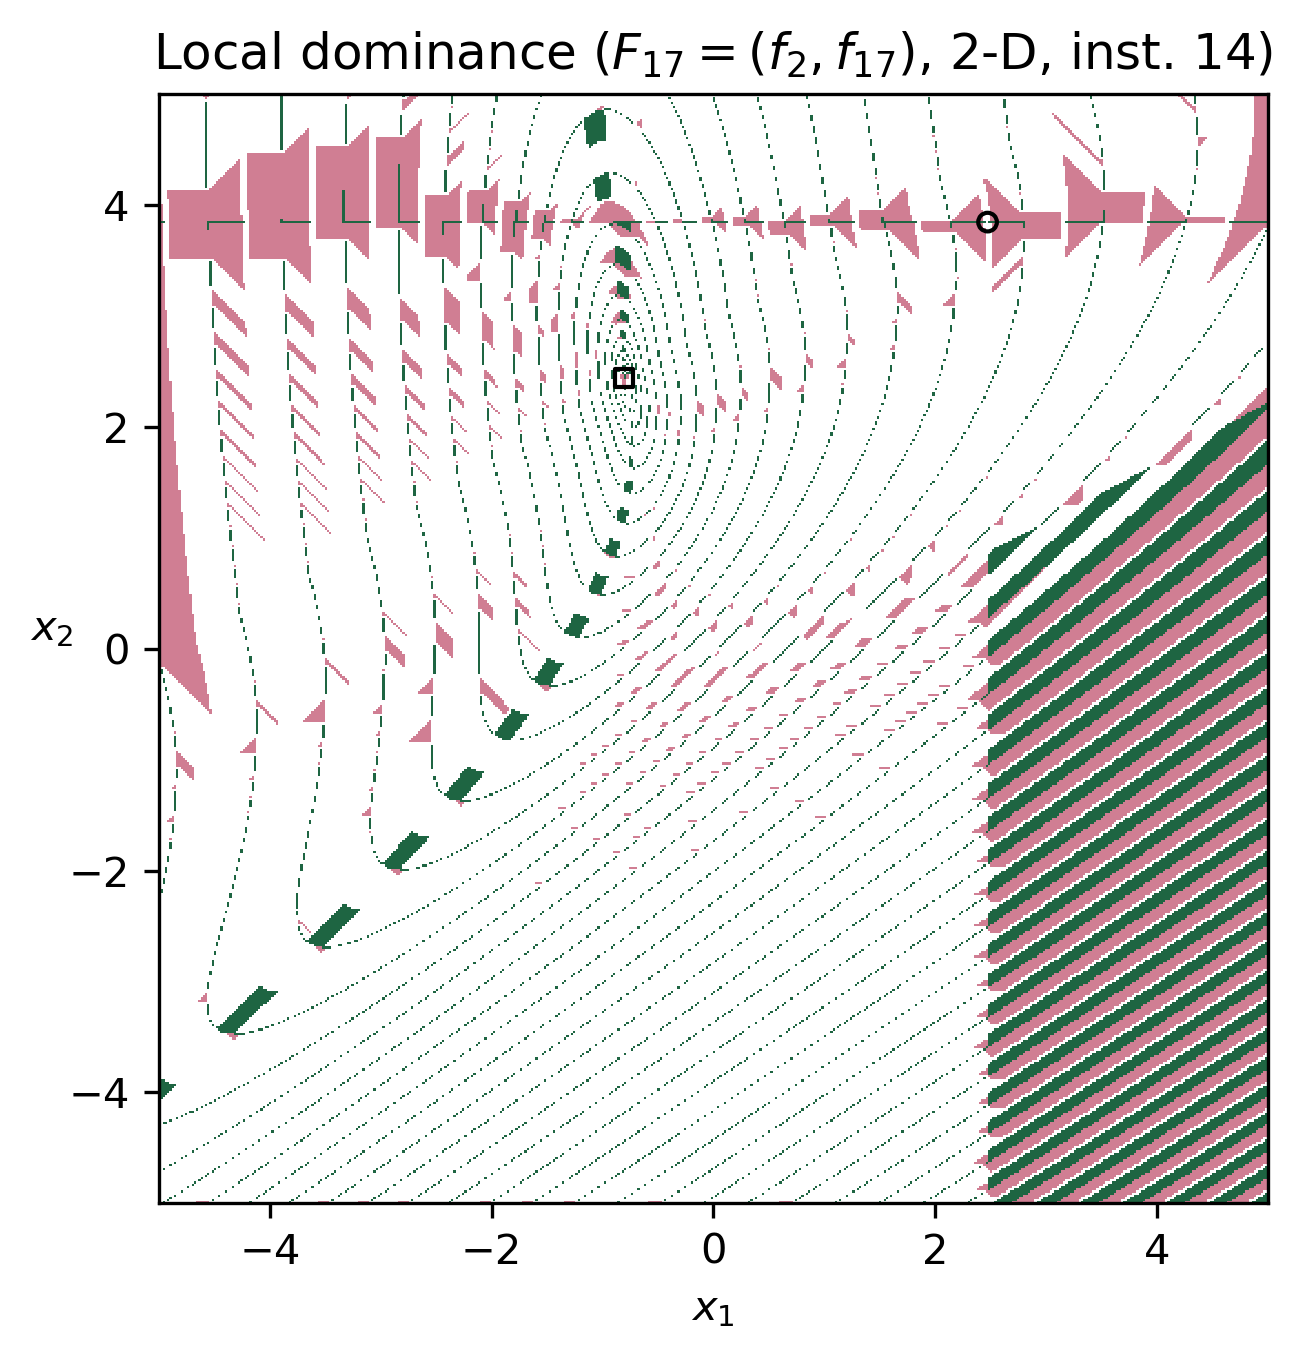 Local dominance (F₁₇ = (f₂, f₁₇), 2-D, inst. 14)
4
2
0
−2
−4
x₂
−4 −2 0 2 4
x₁